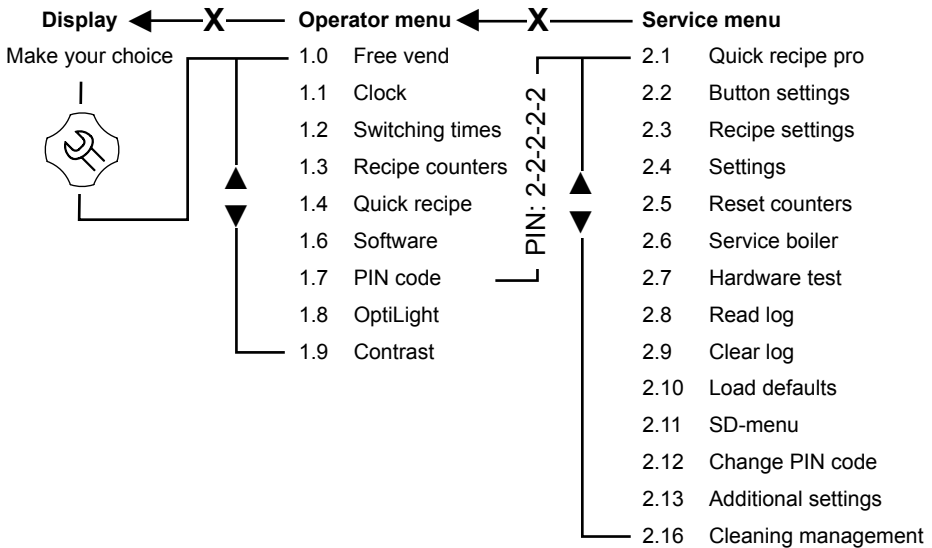 Display X Operator menu X Service menu
Make your choice
1.0 Free vend
1.1 Clock
1.2 Switching times
1.3 Recipe counters
1.4 Quick recipe
1.6 Software
1.7 PIN code
1.8 OptiLight
1.9 Contrast
PIN: 2-2-2-2-2
2.1 Quick recipe pro
2.2 Button settings
2.3 Recipe settings
2.4 Settings
2.5 Reset counters
2.6 Service boiler
2.7 Hardware test
2.8 Read log
2.9 Clear log
2.10 Load defaults
2.11 SD-menu
2.12 Change PIN code
2.13 Additional settings
2.16 Cleaning management